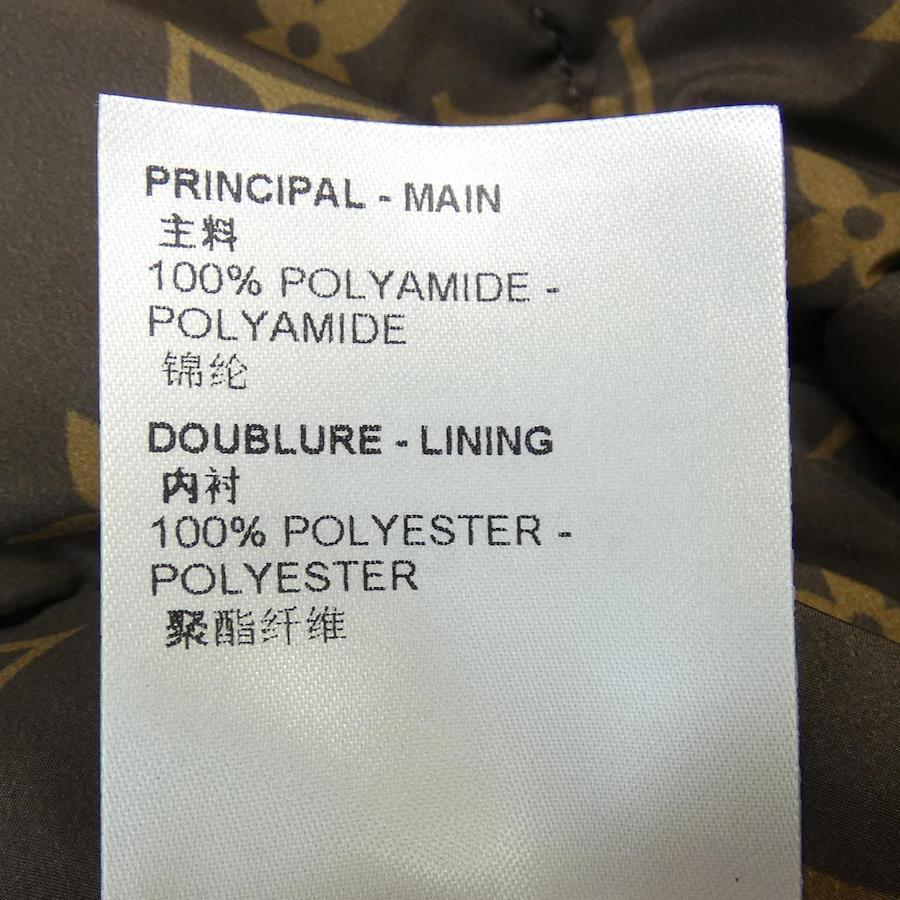 PRINCIPAL - MAIN
主料
100% POLYAMIDE -
POLYAMIDE
锦纶
DOUBLURE - LINING
内衬
100% POLYESTER -
POLYESTER
聚酯纤维